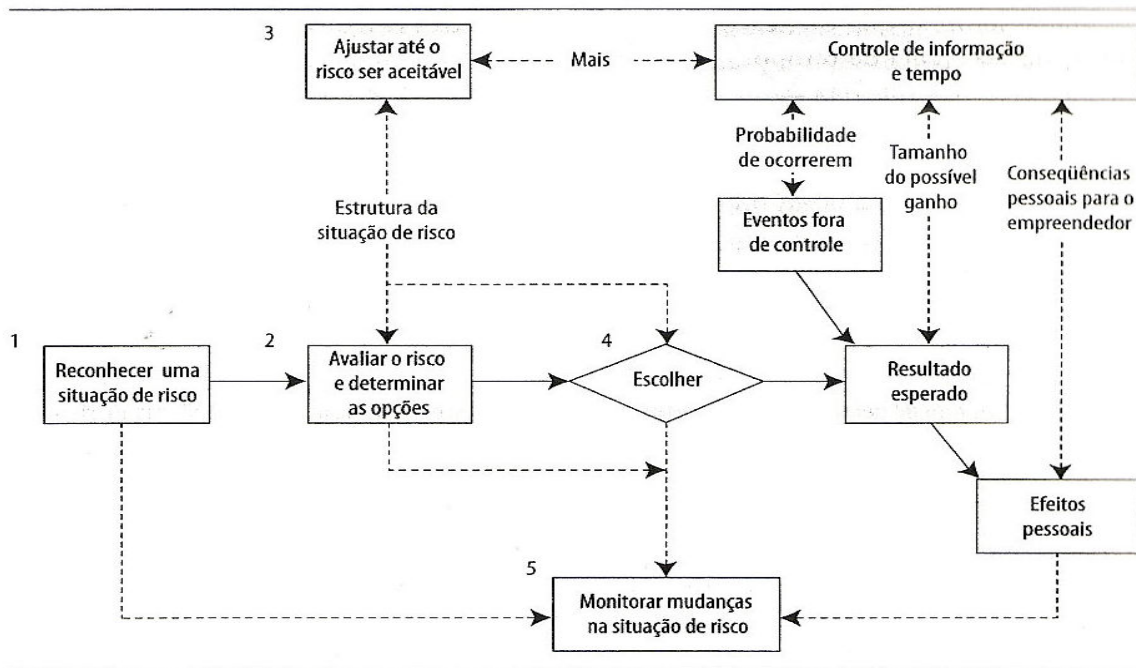 3
Ajustar até o
risco ser aceitável
Mais
Controle de informação
e tempo
Probabilidade
de ocorrerem
Tamanho
do possível
ganho
Conseqüências
pessoais para o
empreendedor
Estrutura da
situação de risco
Eventos fora
de controle
1
Reconhecer uma
situação de risco
2
Avaliar o risco
e determinar
as opções
4
Escolher
Resultado
esperado
Efeitos
pessoais
5
Monitorar mudanças
na situação de risco